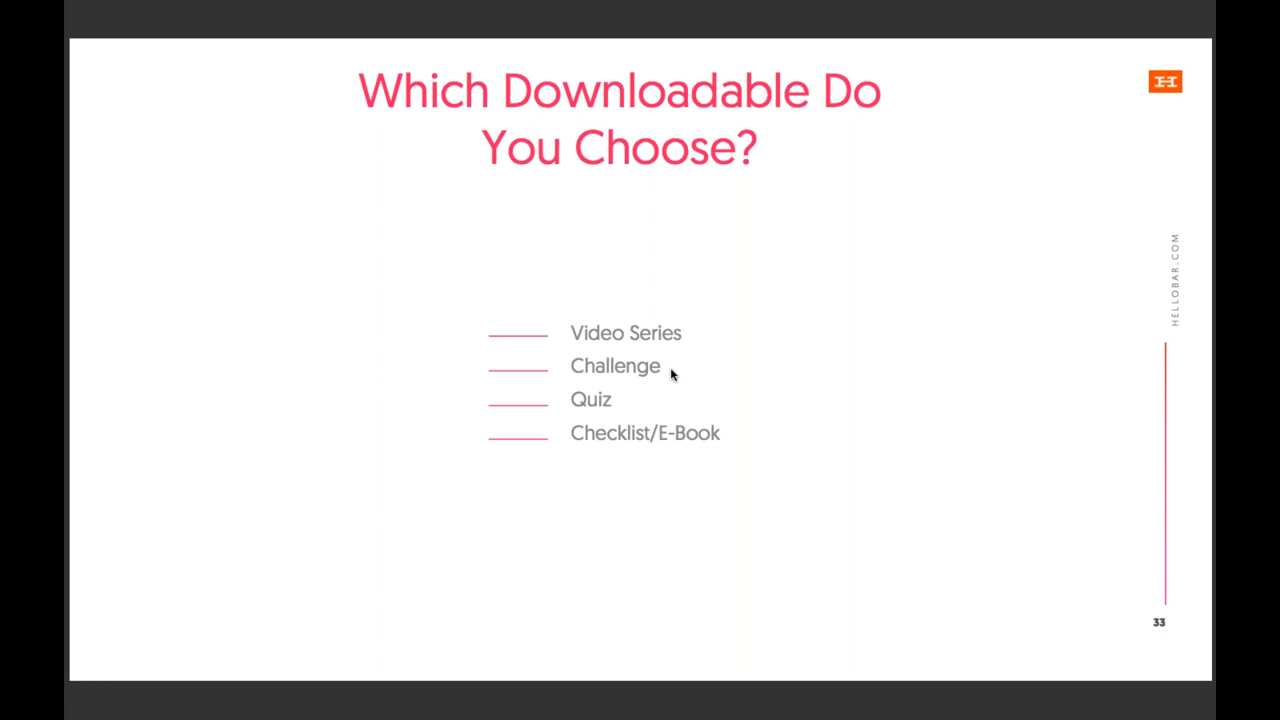 Which Downloadable Do
You Choose?
HELLOBAR.COM
Video Series
Challenge
Quiz
Checklist/E-Book
33